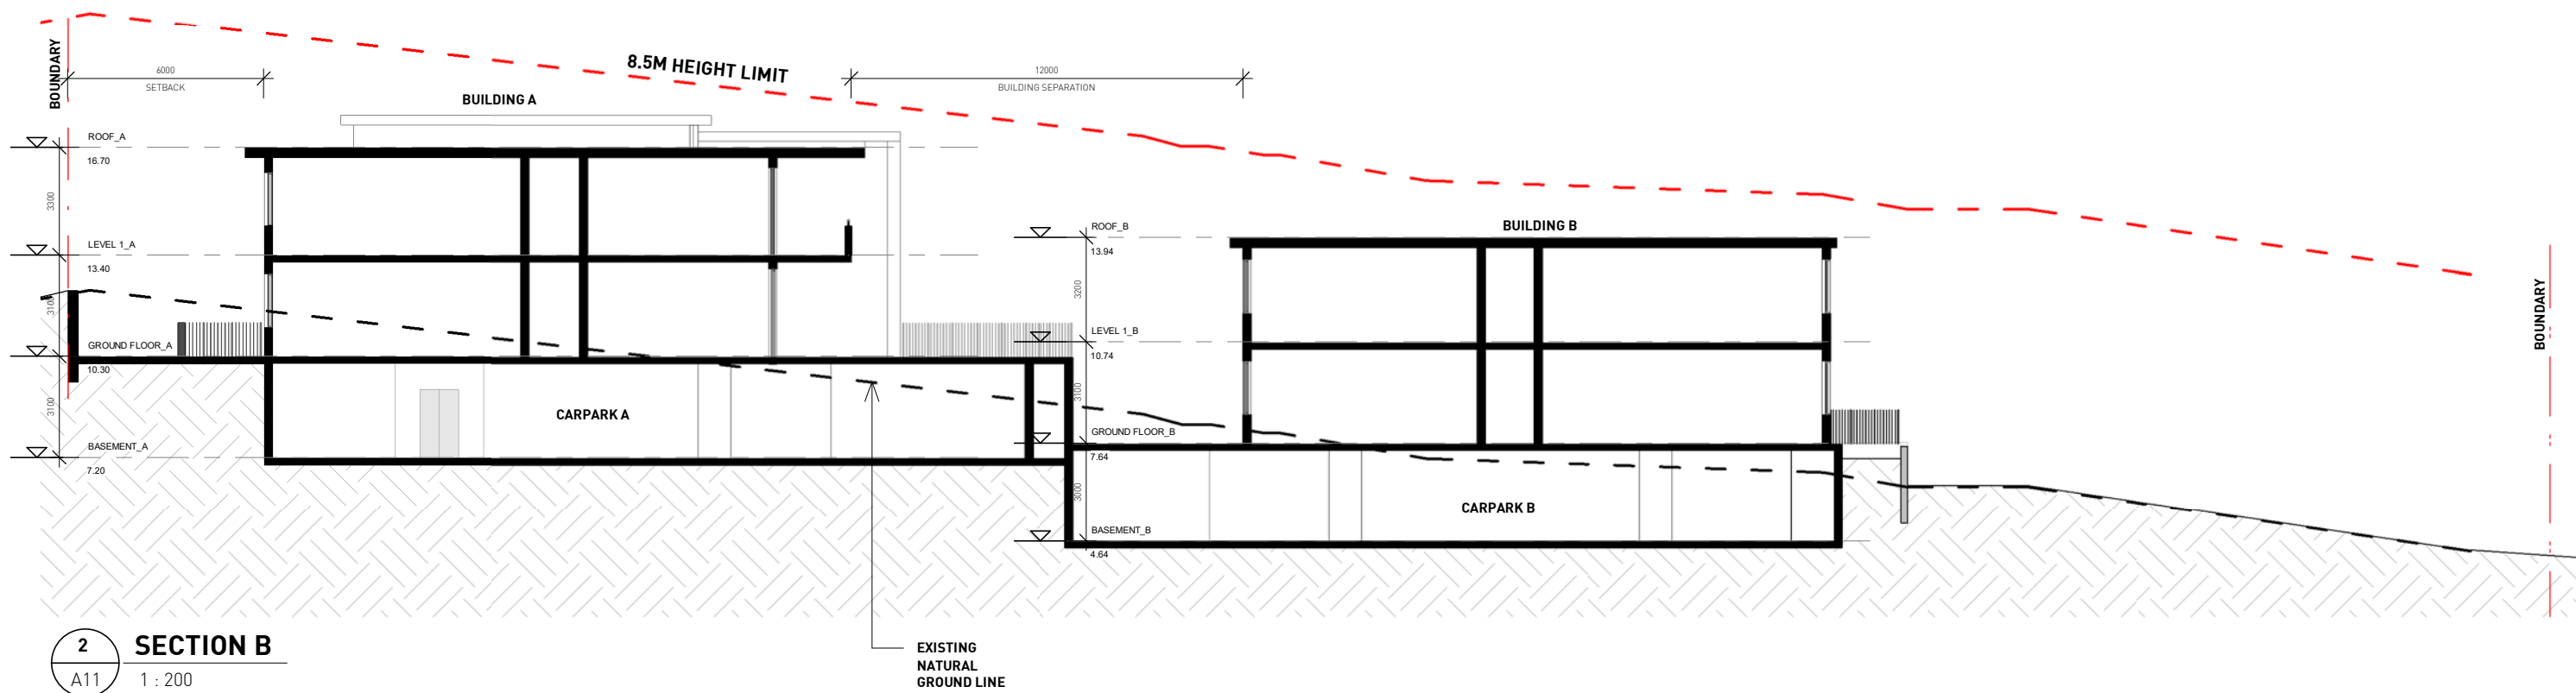 BOUNDARY
6000
SETBACK
8.5M HEIGHT LIMIT
12000
BUILDING SEPARATION
BUILDING A
ROOF_A
16.70
3300
LEVEL 1_A
13.40
3100
GROUND FLOOR_A
10.30
3100
BASEMENT_A
7.20
CARPARK A
BUILDING B
ROOF_B
13.94
3200
LEVEL 1_B
10.74
3100
GROUND FLOOR_B
7.64
3000
BASEMENT_B
4.64
CARPARK B
BOUNDARY
EXISTING
NATURAL
GROUND LINE
2
A11
SECTION B
1 : 200